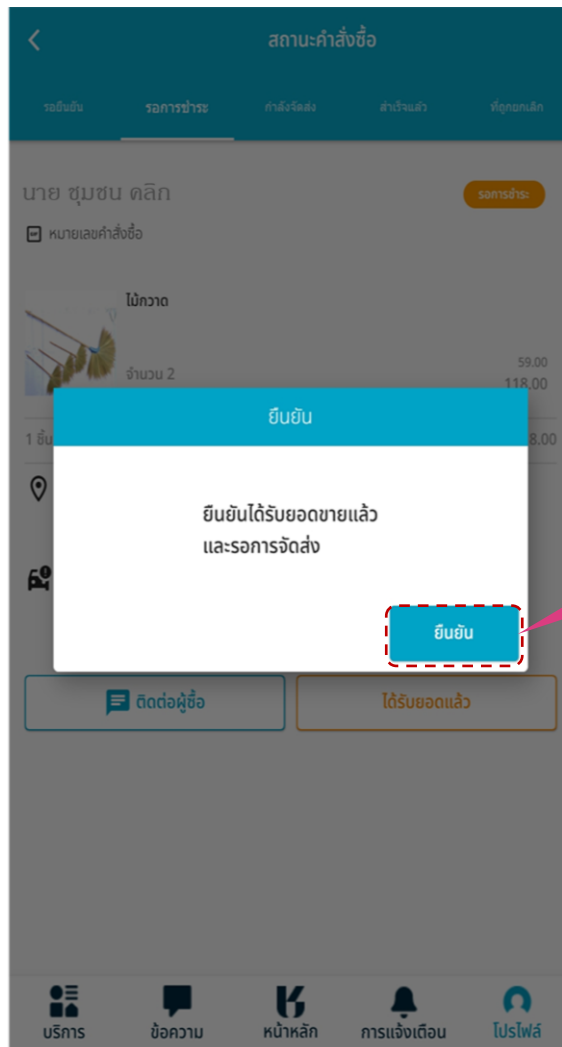 สถานะคำสั่งซื้อ
รอยืนยัน รอการชำระ กำลังจัดส่ง สำเร็จแล้ว ที่ถูกยกเลิก
นาย ชุมชน คลิก รอการชำระ
หมายเลขคำสั่งซื้อ
ไม้กวาด
59.00
จำนวน 2 118.00
ยืนยัน
1 ชิ้น 8.00
ยืนยันได้รับยอดขายแล้ว
และรอการจัดส่ง
ยืนยัน
ติดต่อผู้ซื้อ ได้รับยอดแล้ว
บริการ ข้อความ หน้าหลัก การแจ้งเตือน โปรไฟล์